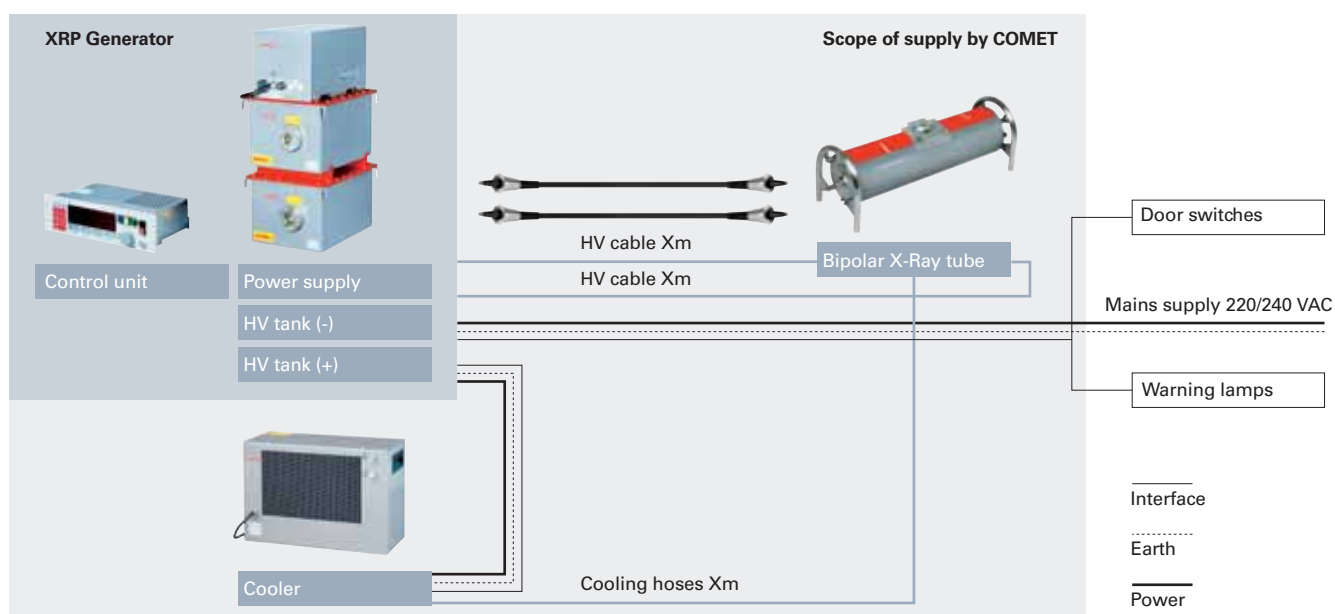 XRP Generator
Scope of supply by COMET
HV cable Xm
HV cable Xm
Control unit
Power supply
Bipolar X-Ray tube
HV tank (-)
HV tank (+)
Door switches
Mains supply 220/240 VAC
Warning lamps
Cooler
Cooling hoses Xm
Interface
Earth
Power